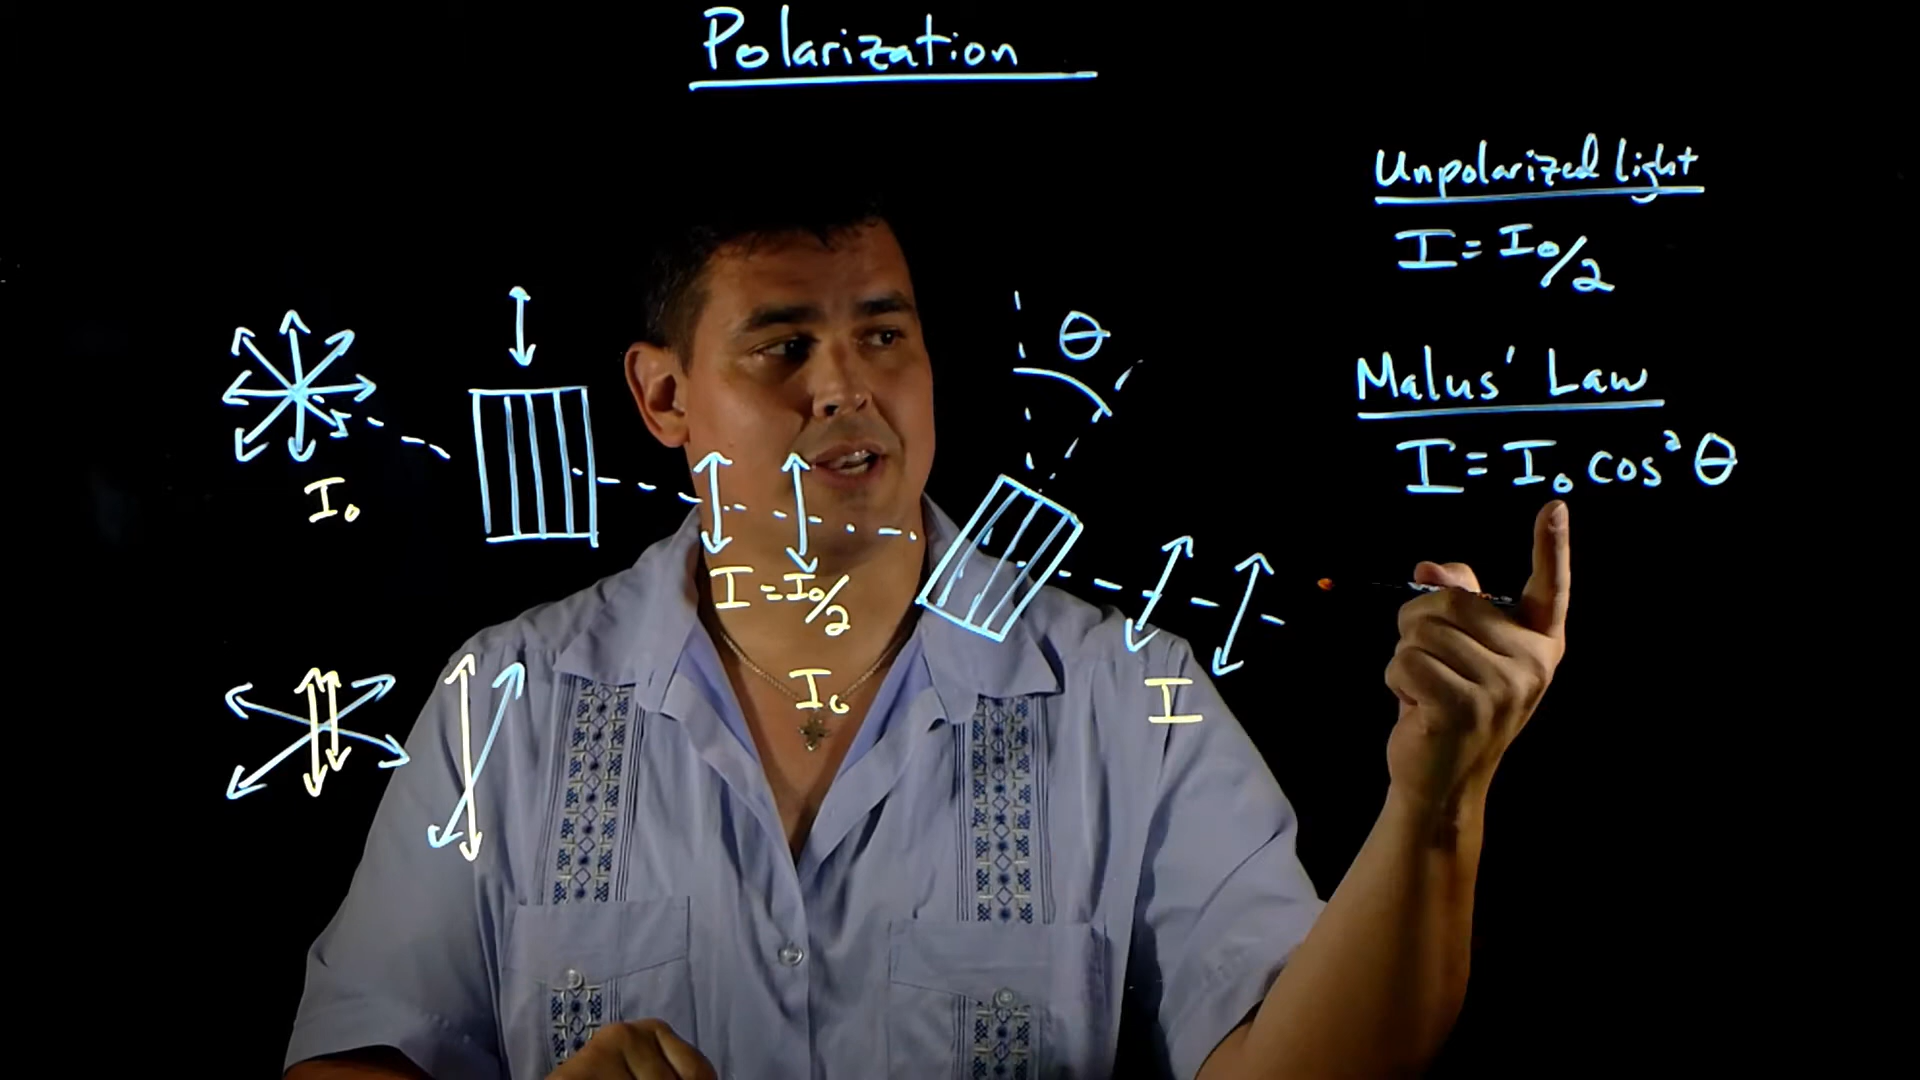 Polarization
Unpolarized light
I = I₀/2
θ
Malus' Law
I = I₀ cos² θ
I₀
I = I₀/2
I₀
I